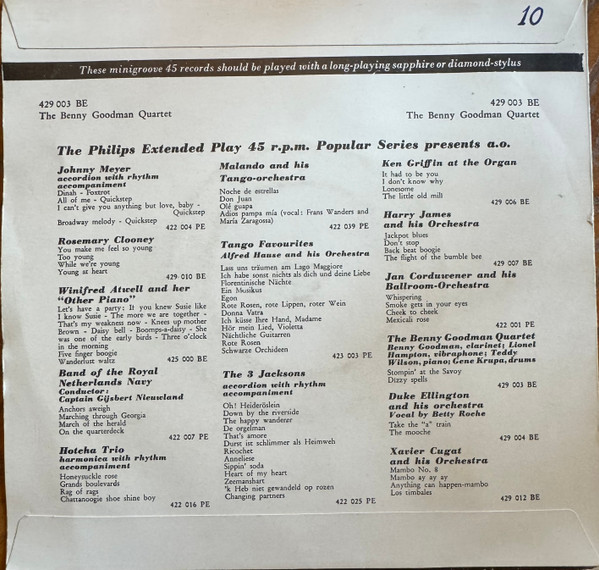 10
These minigroove 45 records should be played with a long-playing sapphire or diamond-stylus
429 003 BE
The Benny Goodman Quartet
429 003 BE
The Benny Goodman Quartet
The Philips Extended Play 45 r.p.m. Popular Series presents a.o.
Johnny Meyer
accordion with rhythm
accompaniment
Dinah - Foxtrot
All of me - Quickstep
I can't give you anything but love, baby -
Quickstep
Broadway melody - Quickstep
422 004 PE
Rosemary Clooney
You make me feel so young
Too young
While we're young
Young at heart
429 010 BE
Winifred Atwell and her
"Other Piano"
Let's have a party: If you knew Susie like
I know Susie - The more we are together -
That's my weakness now - Knees up mother
Brown - Daisy bell - Boomps-a-daisy - She
was one of the early birds - Three o'clock
in the morning
Five finger boogie
Wanderlust waltz
425 000 BE
Band of the Royal
Netherlands Navy
Conductor:
Captain Gijsbert Nieuwland
Anchors aweigh
Marching through Georgia
March of the herald
On the quarterdeck
422 007 PE
Hotcha Trio
harmonica with rhythm
accompaniment
Honeysuckle rose
Grands boulevards
Rag of rags
Chattanoogie shoe shine boy
422 016 PE
Malando and his
Tango-orchestra
Noche de estrellas
Don Juan
Olé guapa
Adios pampa mia (vocal: Frans Wanders and
Maria Zaragossa)
422 039 PE
Tango Favourites
Alfred Hause and his Orchestra
Lass uns träumen am Lago Maggiore
Ich habe sonst nichts als dich und deine Liebe
Florentinische Nächte
Ein Musikus
Egon
Rote Rosen, rote Lippen, roter Wein
Donna Vatra
Ich küsse Ihre Hand, Madame
Hör mein Lied, Violetta
Nächtliche Guitarren
Rote Rosen
Schwarze Orchideen
423 003 PE
The 3 Jacksons
accordion with rhythm
accompaniment
Oh! Heideröslein
Down by the riverside
The happy wanderer
De orgelman
That's amore
Durst ist schlimmer als Heimweh
Ricochet
Anneliese
Sippin' soda
Heart of my heart
Zeemanshart
'k Heb niet gewandeld op rozen
Changing partners
422 025 PE
Ken Griffin at the Organ
It had to be you
I don't know why
Lonesome
The little old mill
429 006 BE
Harry James
and his Orchestra
Jackpot blues
Don't stop
Back beat boogie
The flight of the bumble bee
429 007 BE
Jan Corduwener and his
Ballroom-Orchestra
Whispering
Smoke gets in your eyes
Cheek to cheek
Mexicali rose
422 001 PE
The Benny Goodman Quartet
Benny Goodman, clarinet; Lionel
Hampton, vibraphone; Teddy
Wilson, piano; Gene Krupa, drums
Stompin' at the Savoy
Dizzy spells
429 003 BE
Duke Ellington
and his orchestra
Vocal by Betty Roche
Take the "a" train
The mooche
429 004 BE
Xavier Cugat
and his Orchestra
Mambo No. 8
Mambo ay ay ay
Anything can happen-mambo
Los timbales
429 012 BE